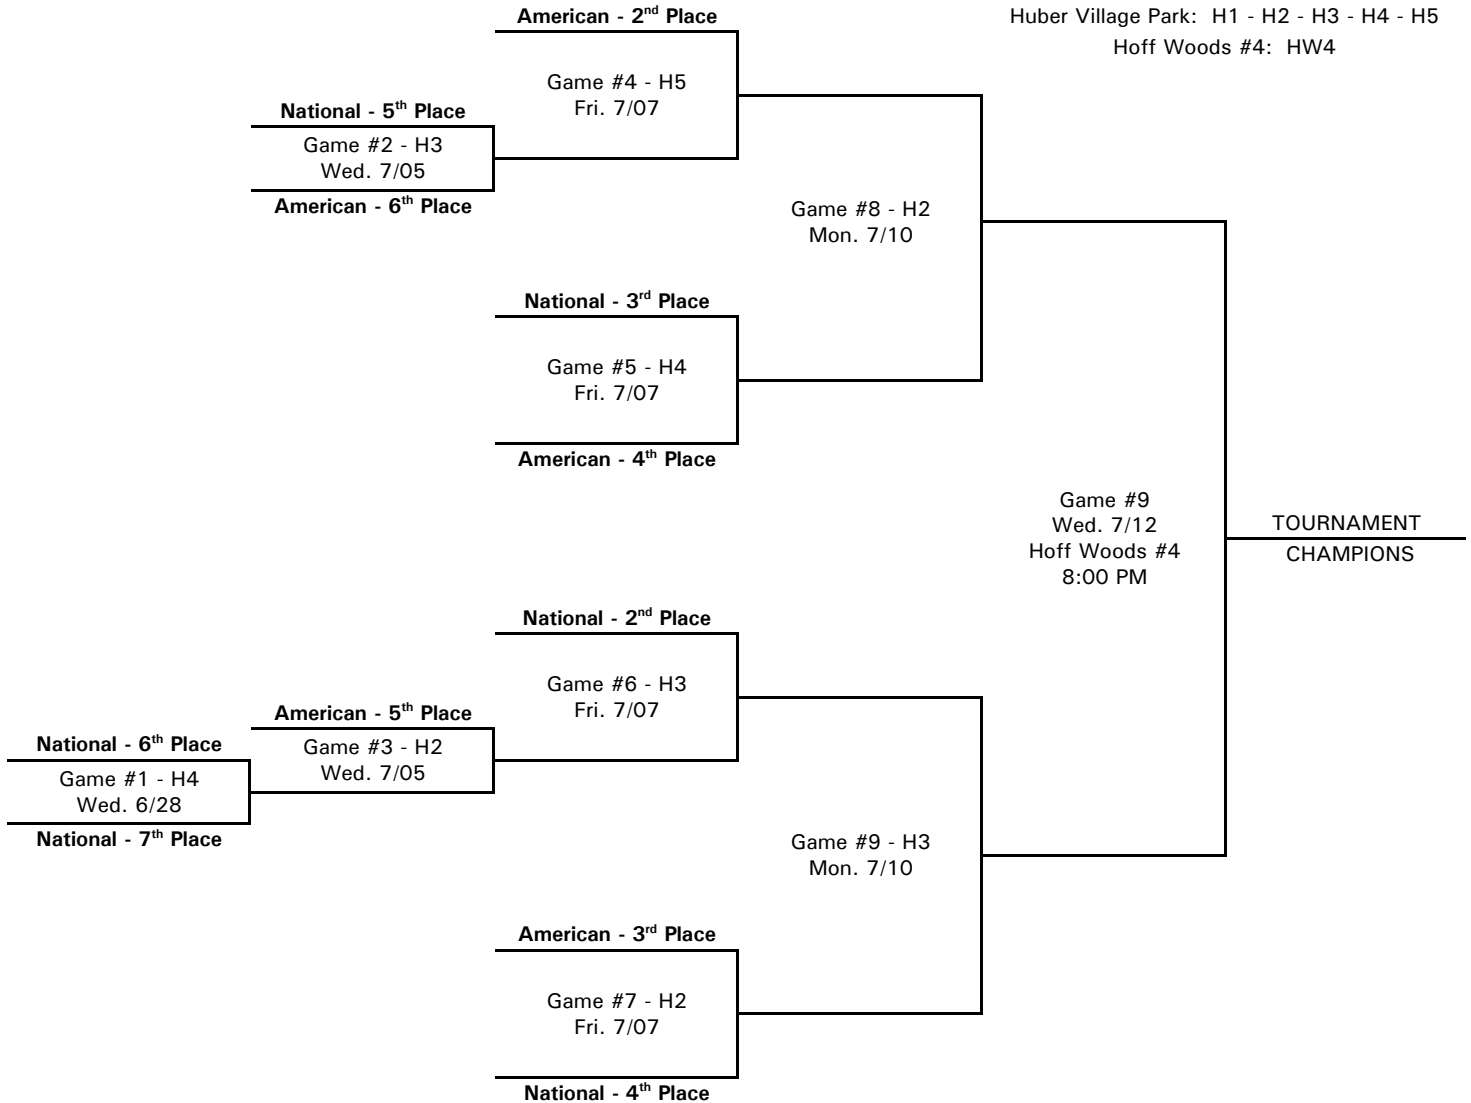 American - 2nd Place
Huber Village Park: H1 - H2 - H3 - H4 - H5
Hoff Woods #4: HW4
Game #4 - H5
Fri. 7/07
National - 5th Place
Game #2 - H3
Wed. 7/05
American - 6th Place
Game #8 - H2
Mon. 7/10
National - 3rd Place
Game #5 - H4
Fri. 7/07
American - 4th Place
Game #9
Wed. 7/12
Hoff Woods #4
8:00 PM
TOURNAMENT
CHAMPIONS
National - 2nd Place
Game #6 - H3
Fri. 7/07
American - 5th Place
Game #3 - H2
Wed. 7/05
National - 6th Place
Game #1 - H4
Wed. 6/28
National - 7th Place
Game #9 - H3
Mon. 7/10
American - 3rd Place
Game #7 - H2
Fri. 7/07
National - 4th Place